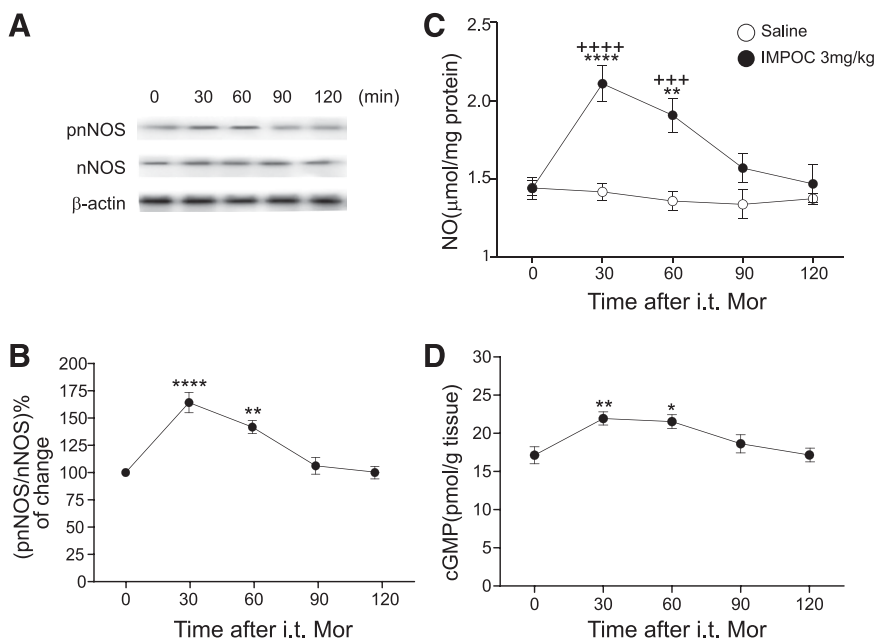 A
0 30 60 90 120 (min)
pnNOS
nNOS
β-actin
C
2.5
2.0
1.5
1
NO(μmol/mg protein)
++++
****
+++
**
Saline
IMPOC 3mg/kg
0 30 60 90 120
Time after i.t. Mor
B
200
175
150
125
100
75
50
25
0
(pnNOS/nNOS)%
of change
****
**
0 30 60 90 120
Time after i.t. Mor
D
30
25
20
15
10
5
0
cGMP(pmol/g tissue)
**
*
0 30 60 90 120
Time after i.t. Mor